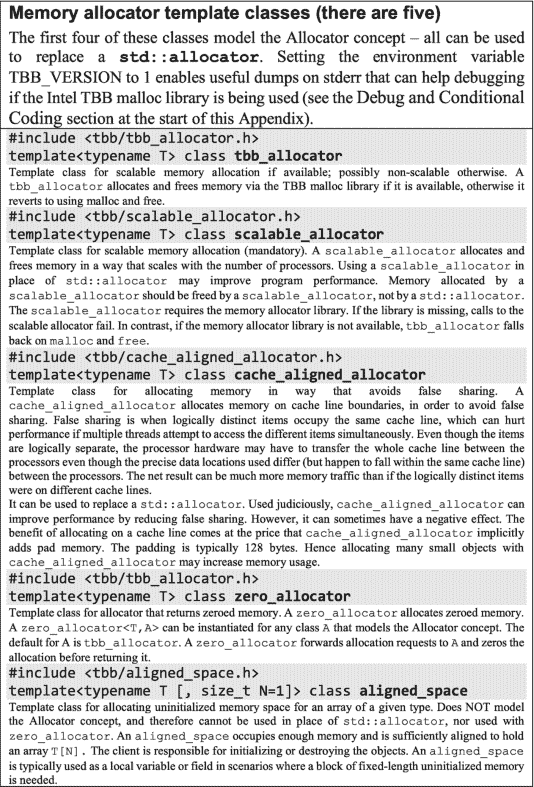 Memory allocator template classes (there are five)
The first four of these classes model the Allocator concept – all can be used
to replace a std::allocator. Setting the environment variable
TBB_VERSION to 1 enables useful dumps on stderr that can help debugging
if the Intel TBB malloc library is being used (see the Debug and Conditional
Coding section at the start of this Appendix).
#include <tbb/tbb_allocator.h>
template<typename T> class tbb_allocator
Template class for scalable memory allocation if available; possibly non-scalable otherwise. A
tbb_allocator allocates and frees memory via the TBB malloc library if it is available, otherwise it
reverts to using malloc and free.
#include <tbb/scalable_allocator.h>
template<typename T> class scalable_allocator
Template class for scalable memory allocation (mandatory). A scalable_allocator allocates and
frees memory in a way that scales with the number of processors. Using a scalable_allocator in
place of std::allocator may improve program performance. Memory allocated by a
scalable_allocator should be freed by a scalable_allocator, not by a std::allocator.
The scalable_allocator requires the memory allocator library. If the library is missing, calls to the
scalable allocator fail. In contrast, if the memory allocator library is not available, tbb_allocator falls
back on malloc and free.
#include <tbb/cache_aligned_allocator.h>
template<typename T> class cache_aligned_allocator
Template class for allocating memory in way that avoids false sharing. A
cache_aligned_allocator allocates memory on cache line boundaries, in order to avoid false
sharing. False sharing is when logically distinct items occupy the same cache line, which can hurt
performance if multiple threads attempt to access the different items simultaneously. Even though the items
are logically separate, the processor hardware may have to transfer the whole cache line between the
processors even though the precise data locations used differ (but happen to fall within the same cache line)
between the processors. The net result can be much more memory traffic than if the logically distinct items
were on different cache lines.
It can be used to replace a std::allocator. Used judiciously, cache_aligned_allocator can
improve performance by reducing false sharing. However, it can sometimes have a negative effect. The
benefit of allocating on a cache line comes at the price that cache_aligned_allocator implicitly
adds pad memory. The padding is typically 128 bytes. Hence allocating many small objects with
cache_aligned_allocator may increase memory usage.
#include <tbb/tbb_allocator.h>
template<typename T> class zero_allocator
Template class for allocator that returns zeroed memory. A zero_allocator allocates zeroed memory.
A zero_allocator<T,A> can be instantiated for any class A that models the Allocator concept. The
default for A is tbb_allocator. A zero_allocator forwards allocation requests to A and zeros the
allocation before returning it.
#include <tbb/aligned_space.h>
template<typename T [, size_t N=1]> class aligned_space
Template class for allocating uninitialized memory space for an array of a given type. Does NOT model
the Allocator concept, and therefore cannot be used in place of std::allocator, nor used with
zero_allocator. An aligned_space occupies enough memory and is sufficiently aligned to hold
an array T[N]. The client is responsible for initializing or destroying the objects. An aligned_space
is typically used as a local variable or field in scenarios where a block of fixed-length uninitialized memory
is needed.